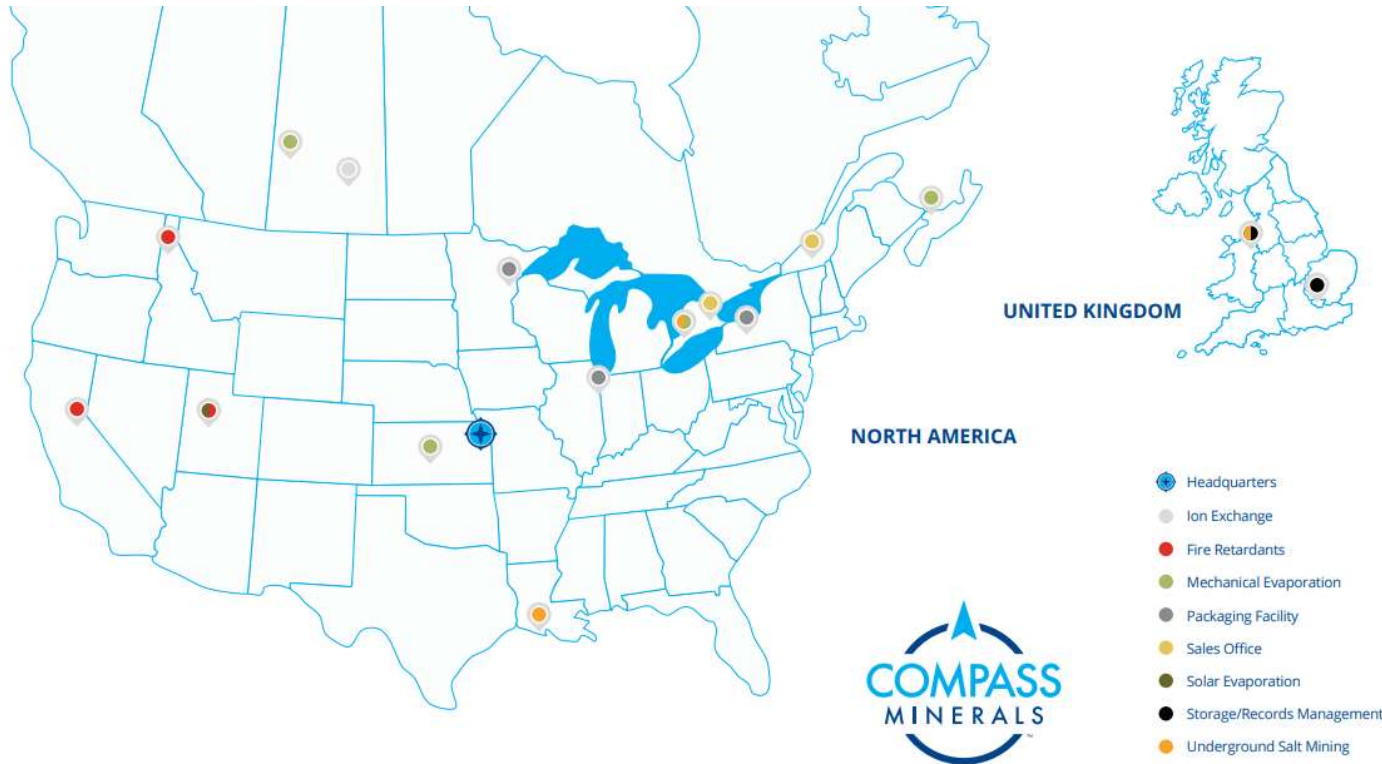 UNITED KINGDOM
NORTH AMERICA
Headquarters
Ion Exchange
Fire Retardants
Mechanical Evaporation
Packaging Facility
Sales Office
Solar Evaporation
Storage/Records Management
Underground Salt Mining
COMPASS
MINERALS